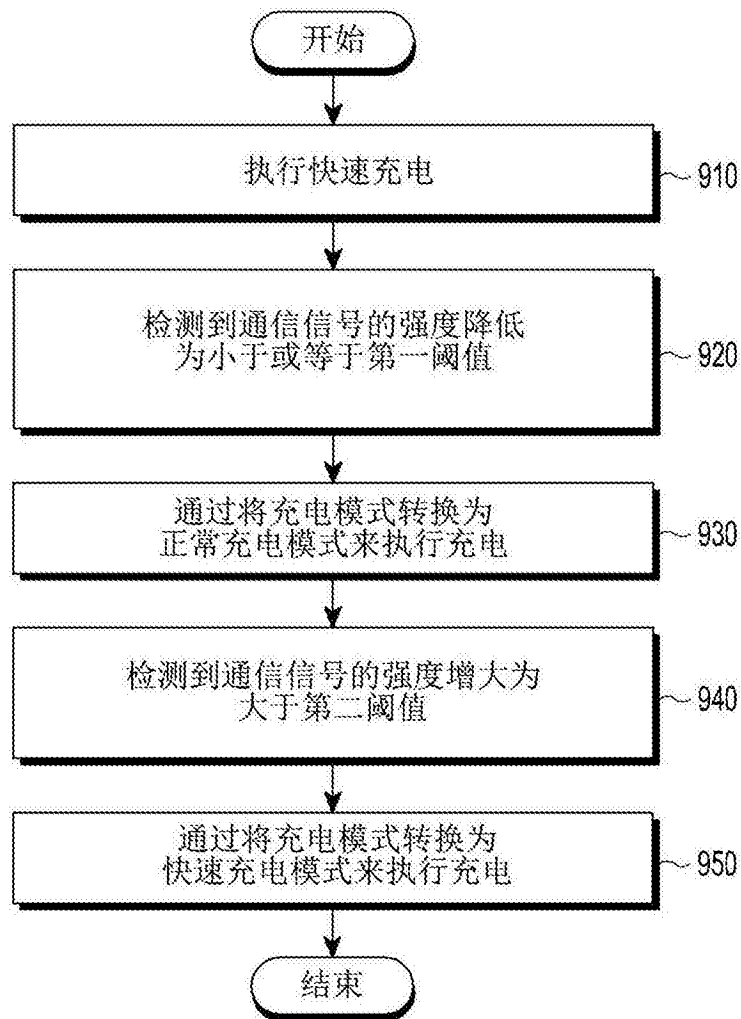 开始
执行快速充电
910
检测到通信信号的强度降低
为小于或等于第一阈值
920
通过将充电模式转换为
正常充电模式来执行充电
930
检测到通信信号的强度增大为
大于第二阈值
940
通过将充电模式转换为
快速充电模式来执行充电
950
结束